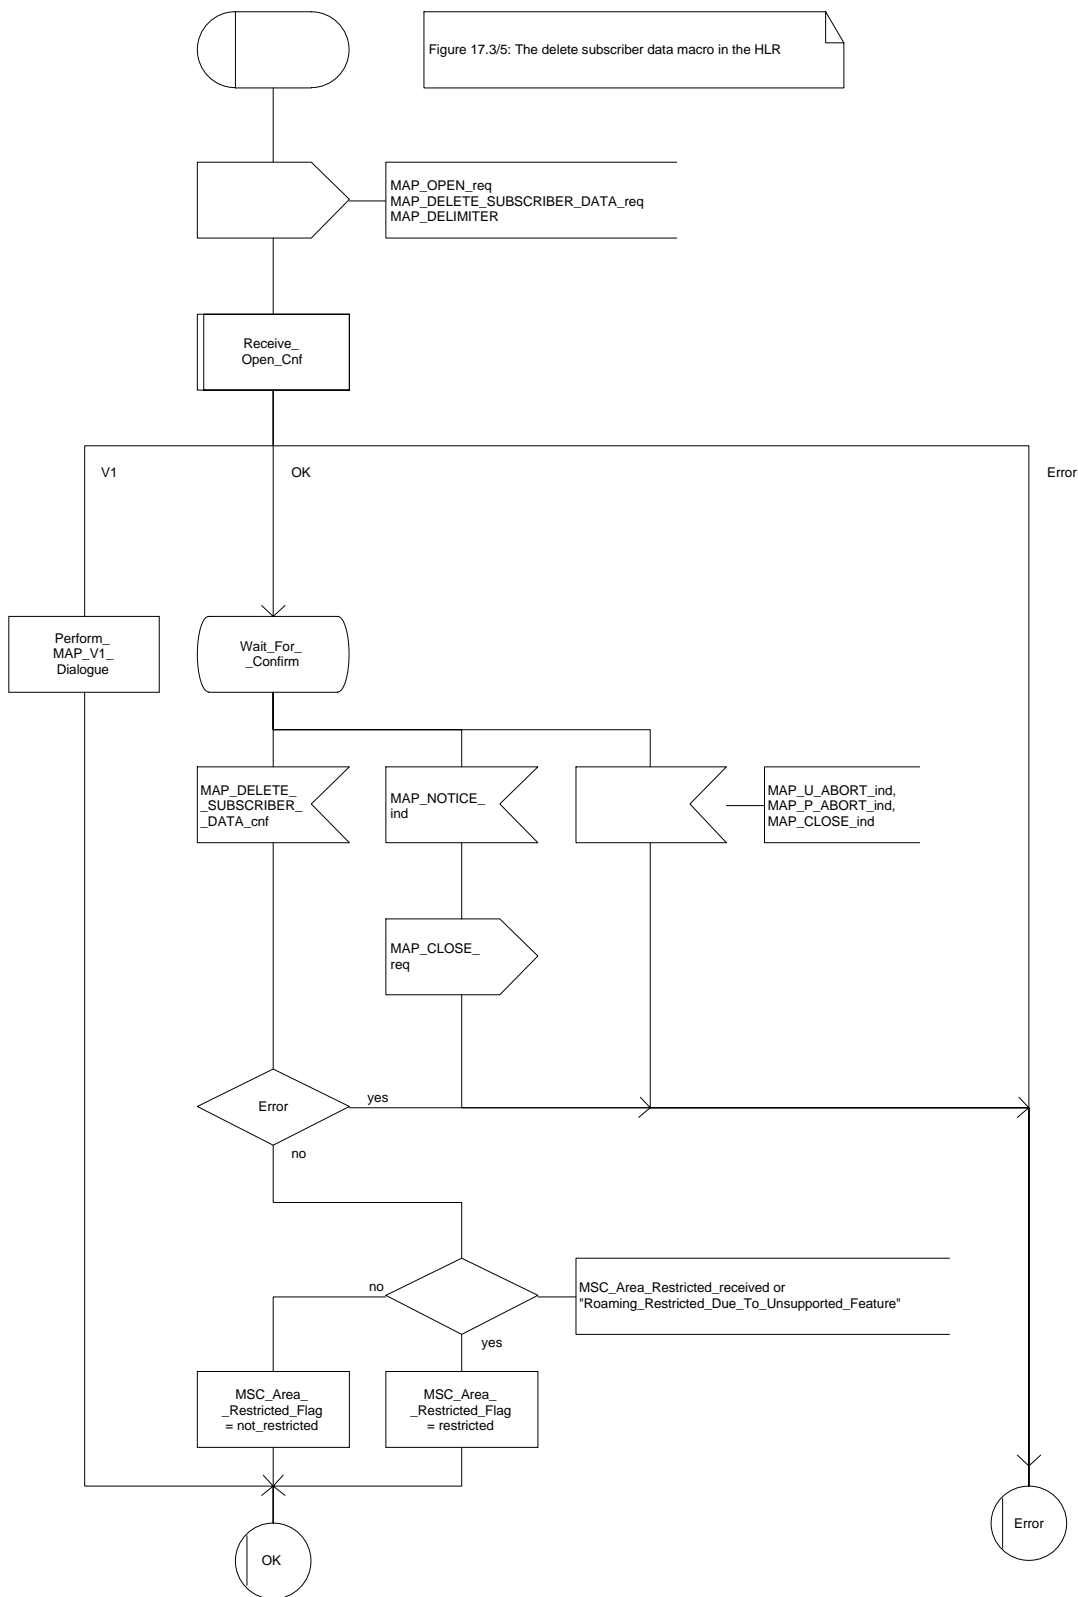 Figure 17.3/5: The delete subscriber data macro in the HLR
MAP_OPEN_req
MAP_DELETE_SUBSCRIBER_DATA_req
MAP_DELIMITER
Receive_
Open_Cnf
V1
OK
Error
Perform_
MAP_V1_
Dialogue
Wait_For_
_Confirm
MAP_DELETE_
_SUBSCRIBER_
_DATA_cnf
MAP_NOTICE_
ind
MAP_U_ABORT_ind,
MAP_P_ABORT_ind,
MAP_CLOSE_ind
MAP_CLOSE_
req
Error
yes
no
no
MSC_Area_Restricted_received or
"Roaming_Restricted_Due_To_Unsupported_Feature"
yes
MSC_Area_
_Restricted_Flag
= not_restricted
MSC_Area_
_Restricted_Flag
= restricted
Error
OK